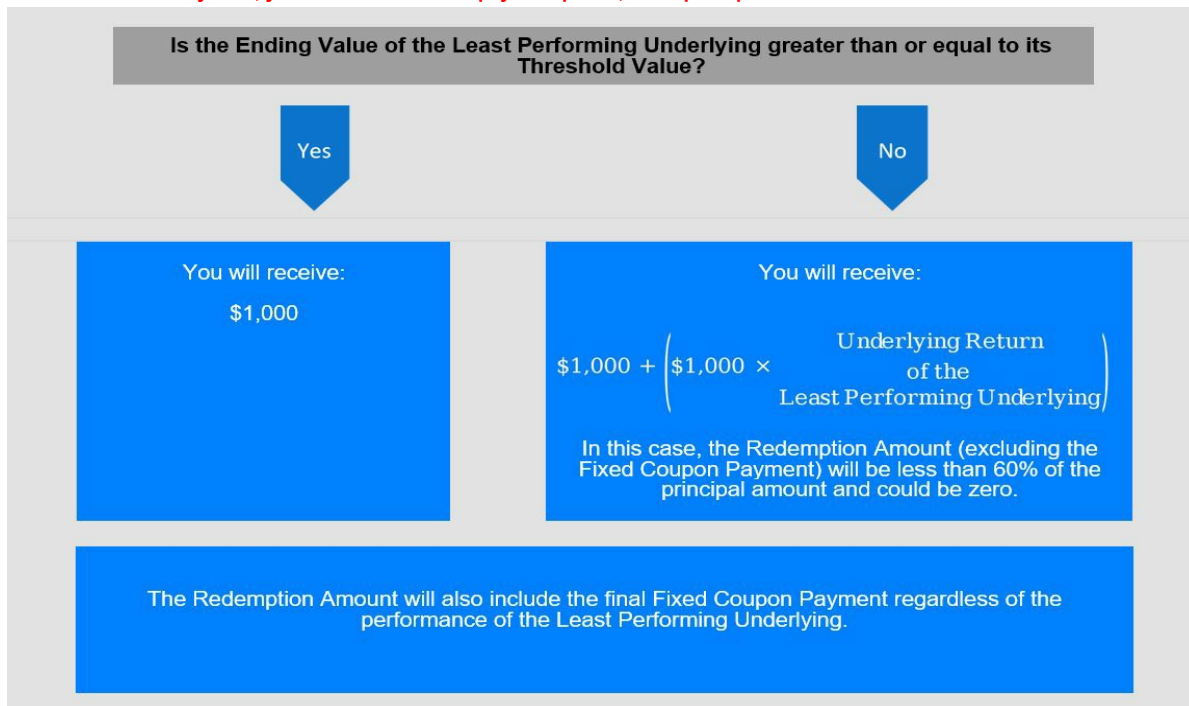 Is the Ending Value of the Least Performing Underlying greater than or equal to its
Threshold Value?
Yes
No
You will receive:
$1,000
You will receive:
Underlying Return
$1,000 + ($1,000 × of the
Least Performing Underlying)
In this case, the Redemption Amount (excluding the
Fixed Coupon Payment) will be less than 60% of the
principal amount and could be zero.
The Redemption Amount will also include the final Fixed Coupon Payment regardless of the
performance of the Least Performing Underlying.